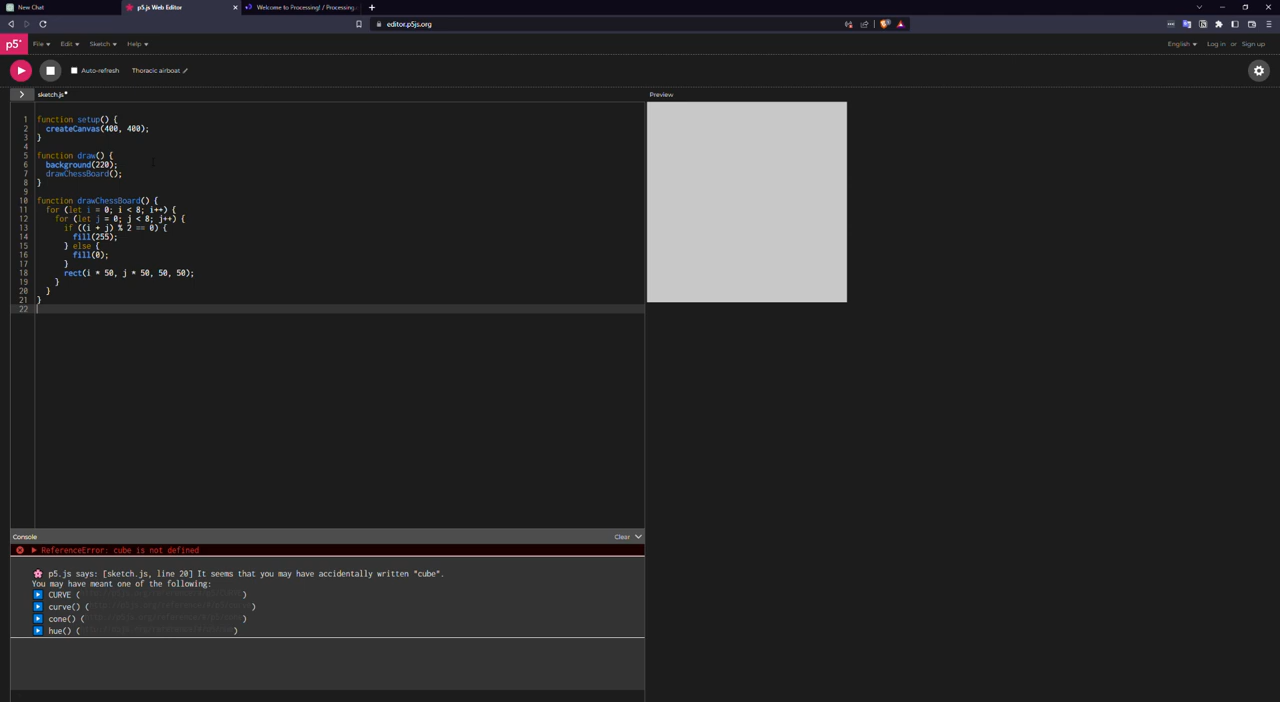 New Chat
p5.js Web Editor
Welcome to Processing! / Processing
editor.p5js.org
p5*
File
Edit
Sketch
Help
English
Log in or Sign up
Auto-refresh
Thoracic airboat
sketch.js*
Preview
1 function setup() {
2 createCanvas(400, 400);
3 }
4
5 function draw() {
6 background(220);
7 drawChessBoard();
8 }
9
10 function drawChessBoard() {
11 for (let i = 0; i < 8; i++) {
12 for (let j = 0; j < 8; j++) {
13 if ((i + j) % 2 == 0) {
14 fill(255);
15 } else {
16 fill(0);
17 }
18 rect(i * 50, j * 50, 50, 50);
19 }
20 }
21 }
22
Console
Clear
ReferenceError: cube is not defined
p5.js says: [sketch.js, line 20] It seems that you may have accidentally written "cube".
You may have meant one of the following:
CURVE ( )
curve() ( )
cone() ( )
hue() ( )